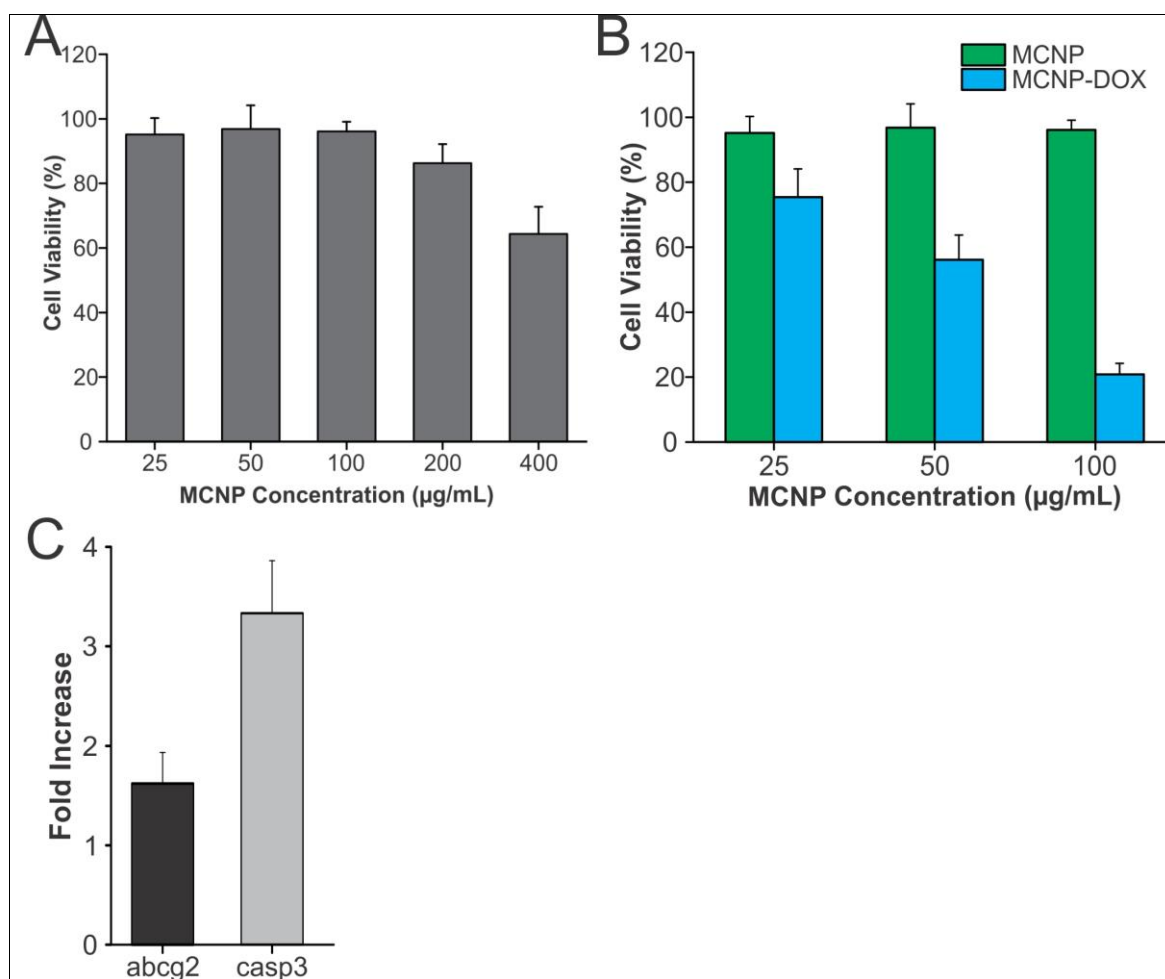 A
120
100
80
60
40
20
0
Cell Viability (%)
25 50 100 200 400
MCNP Concentration (µg/mL)
B
120
100
80
60
40
20
0
Cell Viability (%)
MCNP
MCNP-DOX
25 50 100
MCNP Concentration (µg/mL)
C
4
3
2
1
0
Fold Increase
abcg2 casp3